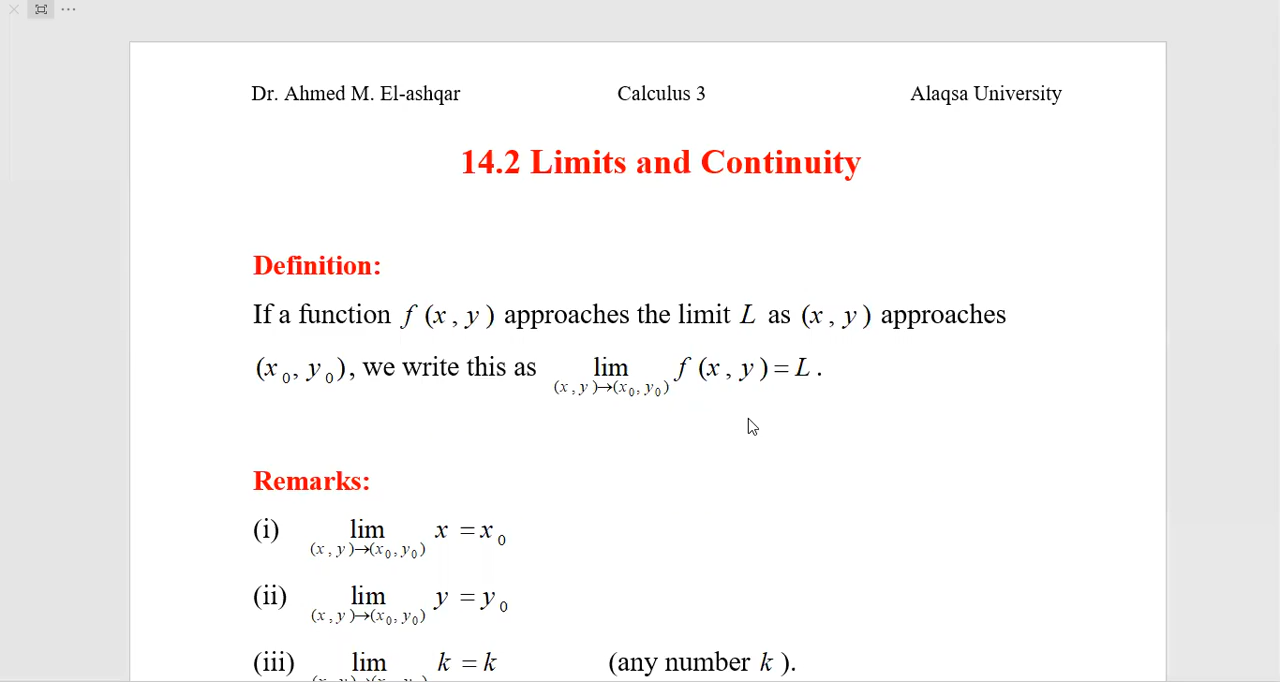 Dr. Ahmed M. El-ashqar Calculus 3 Alaqsa University
14.2 Limits and Continuity
Definition:
If a function f (x, y) approaches the limit L as (x, y) approaches
(x₀, y₀), we write this as lim (x, y)→(x₀, y₀) f (x, y) = L.
Remarks:
(i) lim (x, y)→(x₀, y₀) x = x₀
(ii) lim (x, y)→(x₀, y₀) y = y₀
(iii) lim k = k (any number k).